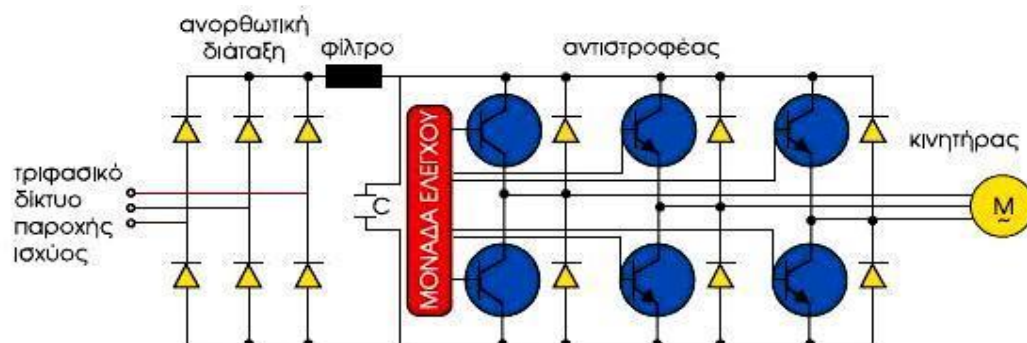 ανορθωτική
διάταξη
φίλτρο
αντιστροφέας
κινητήρας
τριφασικό
δίκτυο
παροχής
ισχύος
C
ΜΟΝΑΔΑ ΕΛΕΓΧΟΥ
M
~